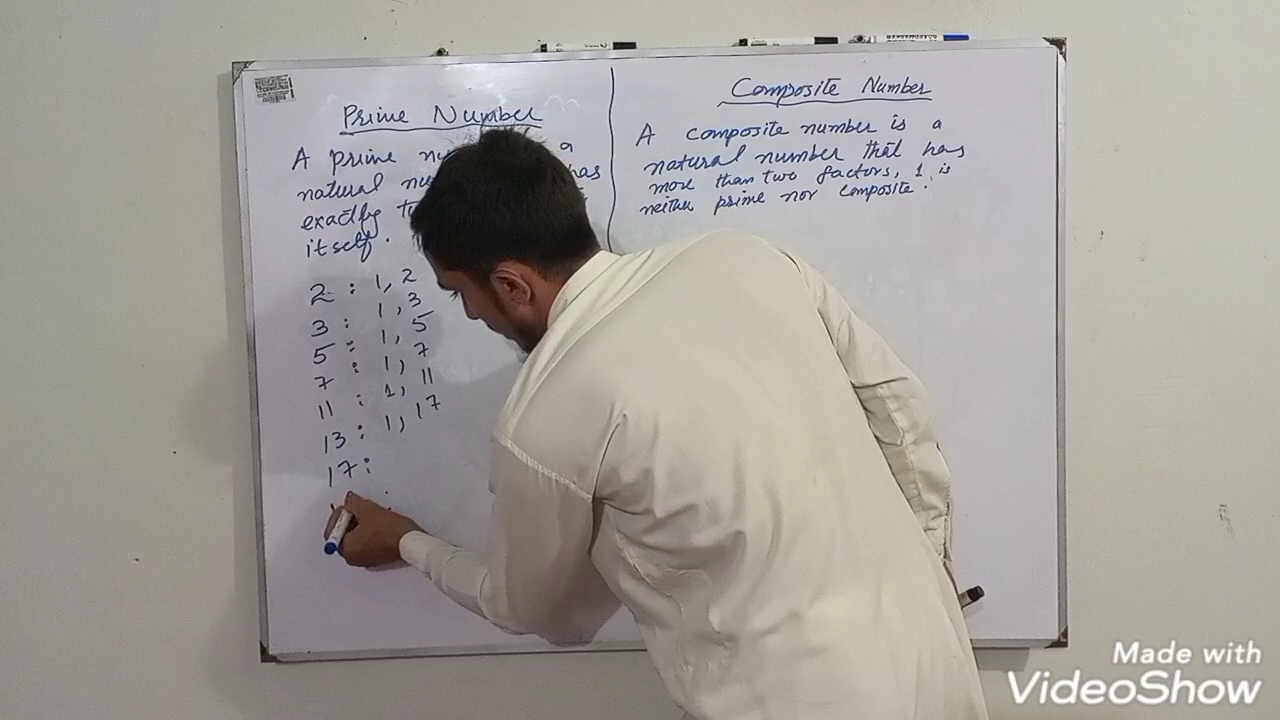 Prime Number
A prime a
natural has
exactly
itself.
2 : 1, 2
3 : 1, 3
5 : 1, 5
7 : 1, 7
11 : 1, 11
13 : 1, 17
17 :
Composite Number
A composite number is a
natural number that has
more than two factors, 1 is
neither prime nor composite.
Made with
VideoShow